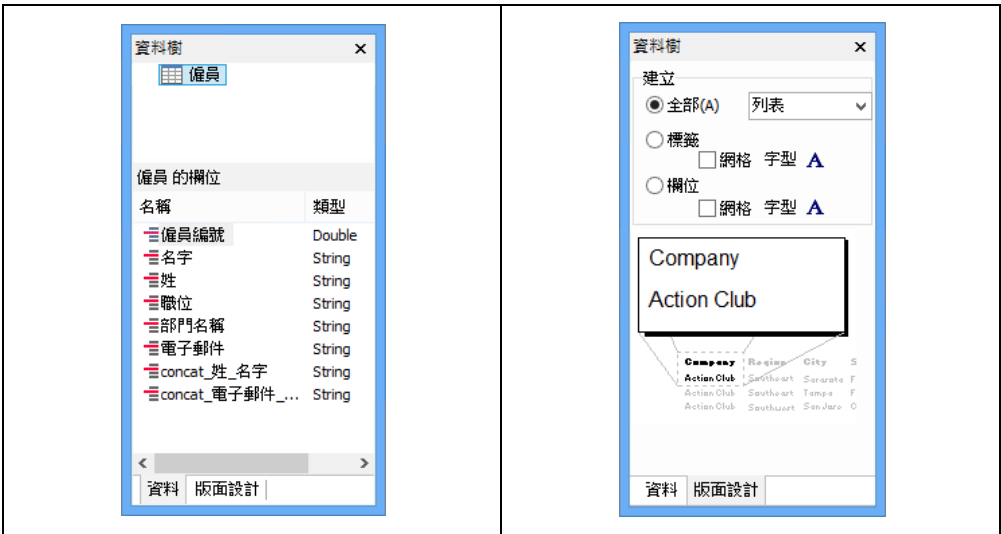 資料樹
僱員
僱員 的欄位
名稱 類型
僱員編號 Double
名字 String
姓 String
職位 String
部門名稱 String
電子郵件 String
concat_姓_名字 String
concat_電子郵件_... String
資料 版面設計
資料樹
建立
全部(A) 列表
標籤
網格 字型 A
欄位
網格 字型 A
Company
Action Club
Company Region City S
Action Club Southeast Sarasota F
Action Club Southeast Tampa F
Action Club Southwest San Jose C
資料 版面設計